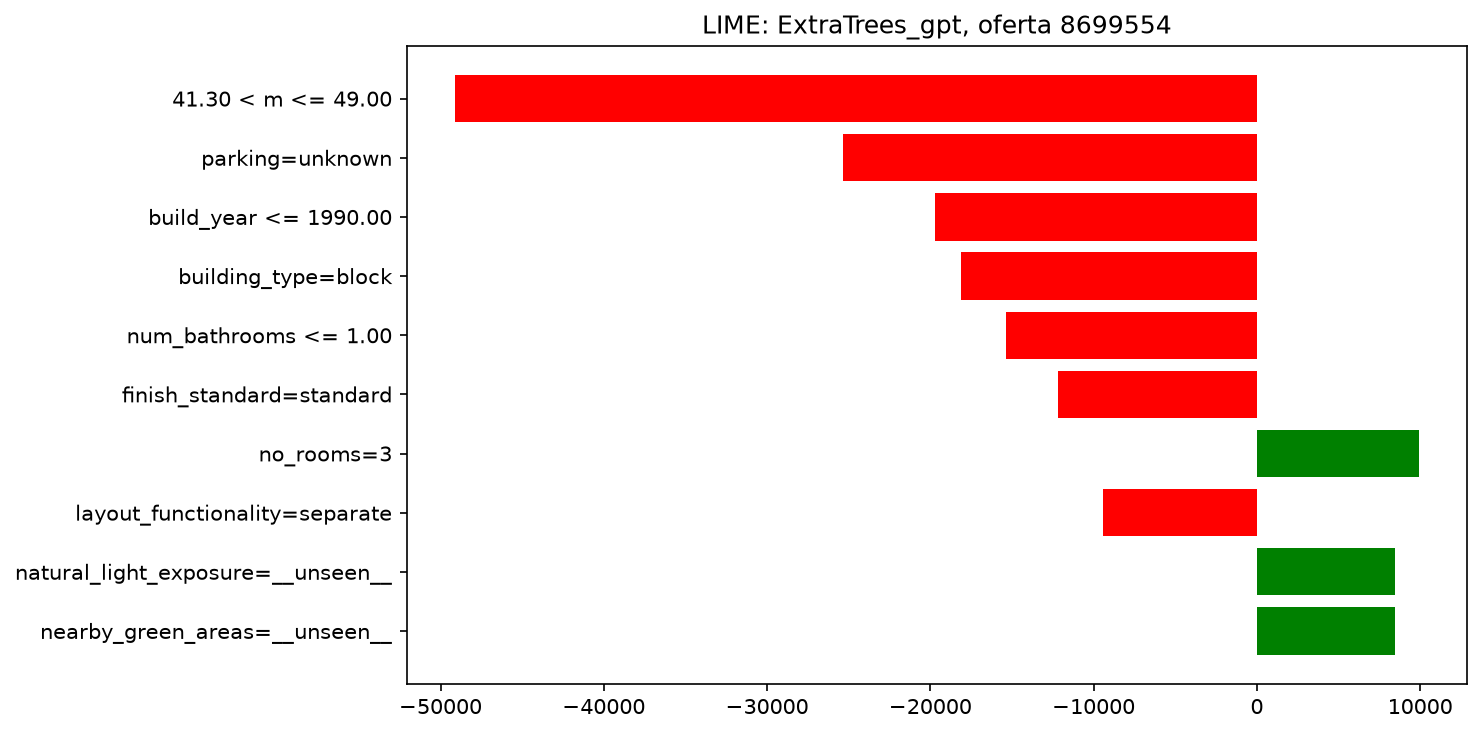 LIME: ExtraTrees_gpt, oferta 8699554
41.30 < m <= 49.00
parking=unknown
build_year <= 1990.00
building_type=block
num_bathrooms <= 1.00
finish_standard=standard
no_rooms=3
layout_functionality=separate
natural_light_exposure=__unseen__
nearby_green_areas=__unseen__
−50000 −40000 −30000 −20000 −10000 0 10000